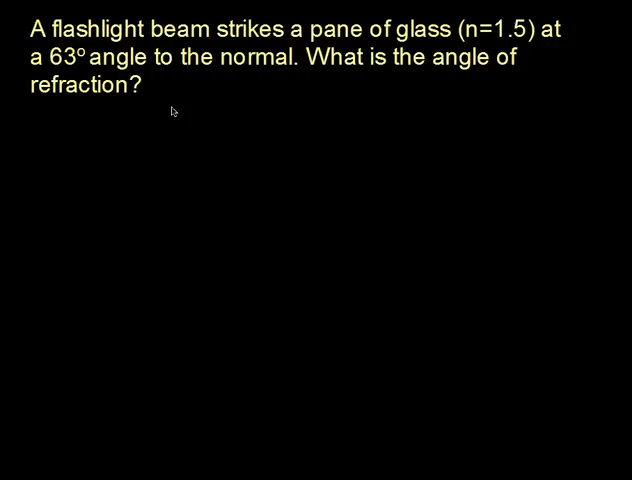 A flashlight beam strikes a pane of glass (n=1.5) at
a 63º angle to the normal. What is the angle of
refraction?